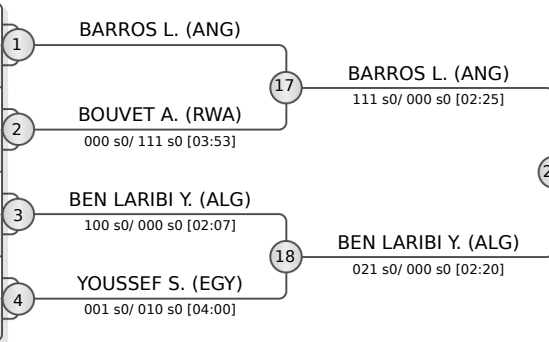 BARROS L. (ANG)
1
17
BARROS L. (ANG)
111 s0/ 000 s0 [02:25]
BOUVET A. (RWA)
2
000 s0/ 111 s0 [03:53]
2
BEN LARIBI Y. (ALG)
3
100 s0/ 000 s0 [02:07]
18
BEN LARIBI Y. (ALG)
021 s0/ 000 s0 [02:20]
YOUSSEF S. (EGY)
4
001 s0/ 010 s0 [04:00]